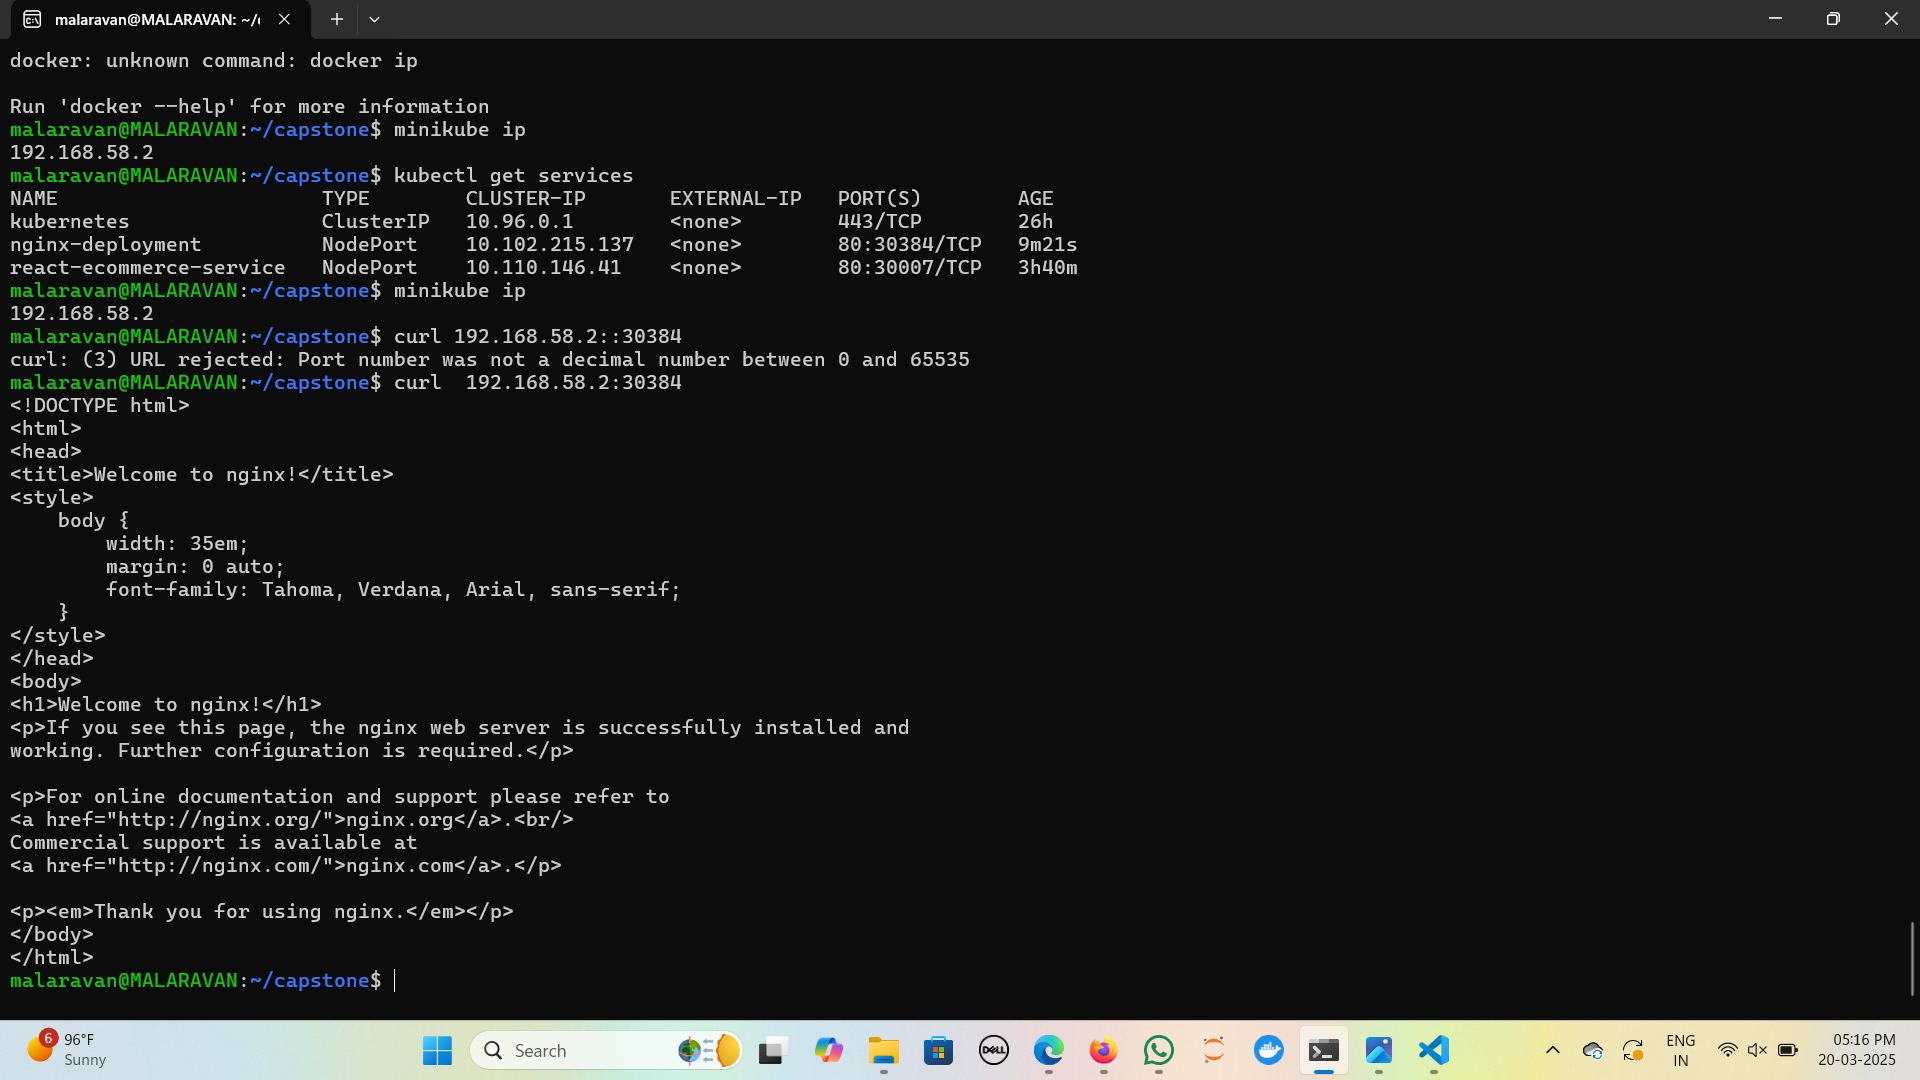 malaravan@MALARAVAN: ~/c
docker: unknown command: docker ip
Run 'docker --help' for more information
malaravan@MALARAVAN:~/capstone$ minikube ip
192.168.58.2
malaravan@MALARAVAN:~/capstone$ kubectl get services
NAME                      TYPE        CLUSTER-IP       EXTERNAL-IP   PORT(S)        AGE
kubernetes                ClusterIP   10.96.0.1        <none>        443/TCP        26h
nginx-deployment          NodePort    10.102.215.137   <none>        80:30384/TCP   9m21s
react-ecommerce-service   NodePort    10.110.146.41    <none>        80:30007/TCP   3h40m
malaravan@MALARAVAN:~/capstone$ minikube ip
192.168.58.2
malaravan@MALARAVAN:~/capstone$ curl 192.168.58.2::30384
curl: (3) URL rejected: Port number was not a decimal number between 0 and 65535
malaravan@MALARAVAN:~/capstone$ curl  192.168.58.2:30384
<!DOCTYPE html>
<html>
<head>
<title>Welcome to nginx!</title>
<style>
    body {
        width: 35em;
        margin: 0 auto;
        font-family: Tahoma, Verdana, Arial, sans-serif;
    }
</style>
</head>
<body>
<h1>Welcome to nginx!</h1>
<p>If you see this page, the nginx web server is successfully installed and
working. Further configuration is required.</p>
<p>For online documentation and support please refer to
<a href="http://nginx.org/">nginx.org</a>.<br/>
Commercial support is available at
<a href="http://nginx.com/">nginx.com</a>.</p>
<p><em>Thank you for using nginx.</em></p>
</body>
</html>
malaravan@MALARAVAN:~/capstone$
6
96°F
Sunny
Search
DELL
ENG
IN
05:16 PM
20-03-2025